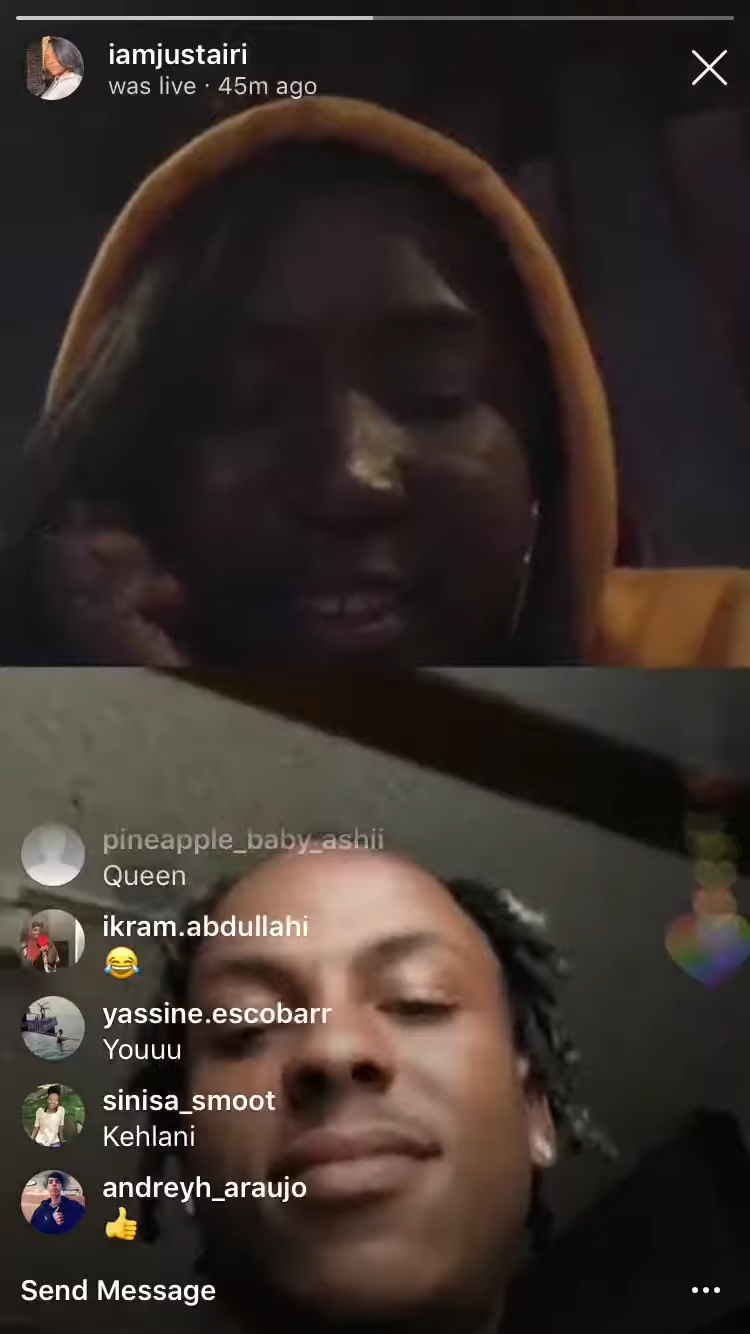 iamjustairi
was live · 45m ago
pineapple_baby_ashii
Queen
ikram.abdullahi
😂
yassine.escobarr
Youuu
sinisa_smoot
Kehlani
andreyh_araujo
👍
Send Message